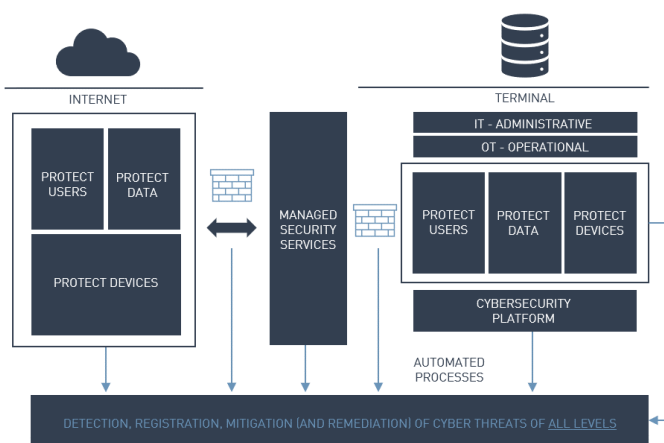 INTERNET
TERMINAL
IT - ADMINISTRATIVE
OT - OPERATIONAL
PROTECT
USERS
PROTECT
DATA
PROTECT DEVICES
MANAGED
SECURITY
SERVICES
PROTECT
USERS
PROTECT
DATA
PROTECT
DEVICES
CYBERSECURITY
PLATFORM
AUTOMATED
PROCESSES
DETECTION, REGISTRATION, MITIGATION (AND REMEDIATION) OF CYBER THREATS OF ALL LEVELS